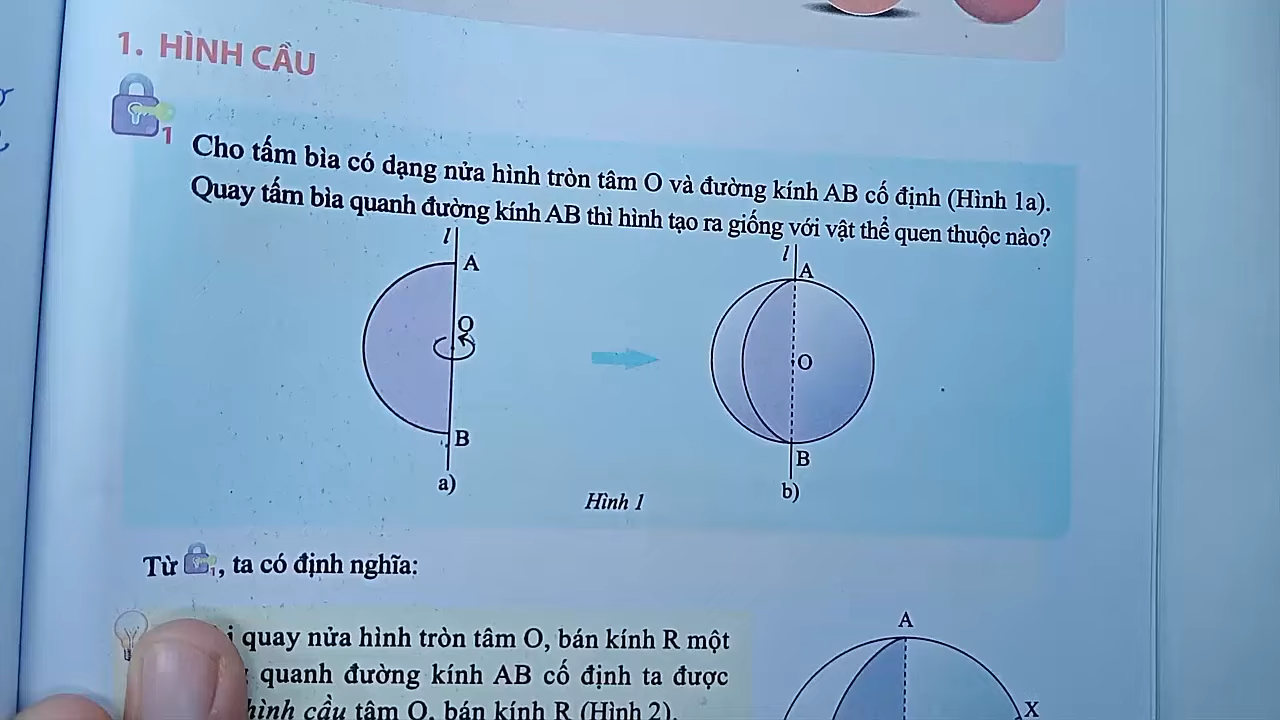 1. HÌNH CẦU
1
Cho tấm bìa có dạng nửa hình tròn tâm O và đường kính AB cố định (Hình 1a).
Quay tấm bìa quanh đường kính AB thì hình tạo ra giống với vật thể quen thuộc nào?
l
A
O
B
a)
l
A
O
B
b)
Hình 1
Từ 1, ta có định nghĩa:
quay nửa hình tròn tâm O, bán kính R một
quanh đường kính AB cố định ta được
hình cầu tâm O, bán kính R (Hình 2).
A
X